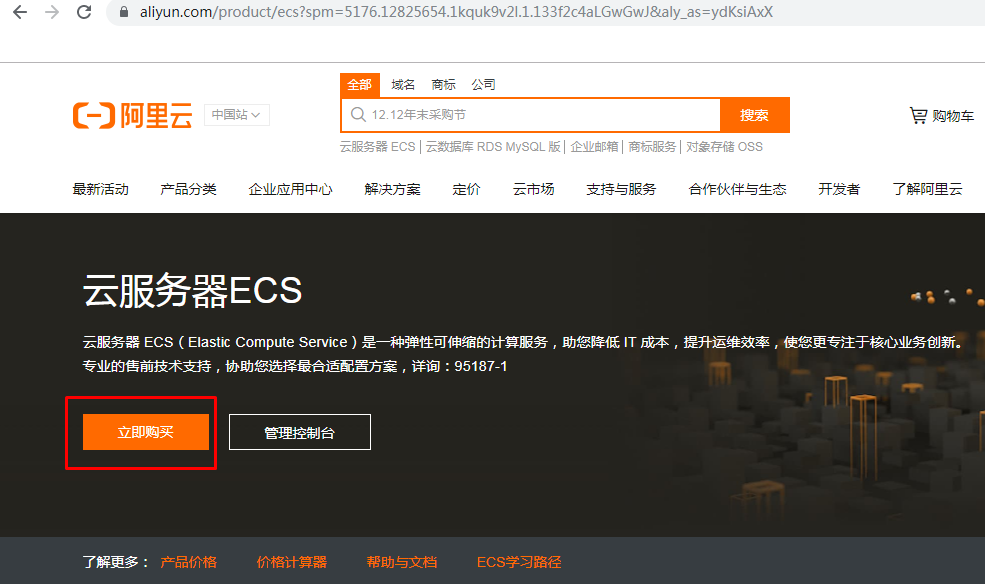 aliyun.com/product/ecs?spm=5176.12825654.1kquk9v2l.1.133f2c4aLGwGwJ&aly_as=ydKsiAxX
全部 域名 商标 公司
阿里云 中国站 12.12年末采购节 搜索 购物车
云服务器 ECS | 云数据库 RDS MySQL 版 | 企业邮箱 | 商标服务 | 对象存储 OSS
最新活动 产品分类 企业应用中心 解决方案 定价 云市场 支持与服务 合作伙伴与生态 开发者 了解阿里云
云服务器ECS
云服务器 ECS（Elastic Compute Service）是一种弹性可伸缩的计算服务，助您降低 IT 成本，提升运维效率，使您更专注于核心业务创新。
专业的售前技术支持，协助您选择最合适配置方案，详询：95187-1
立即购买 管理控制台
了解更多： 产品价格 价格计算器 帮助与文档 ECS学习路径